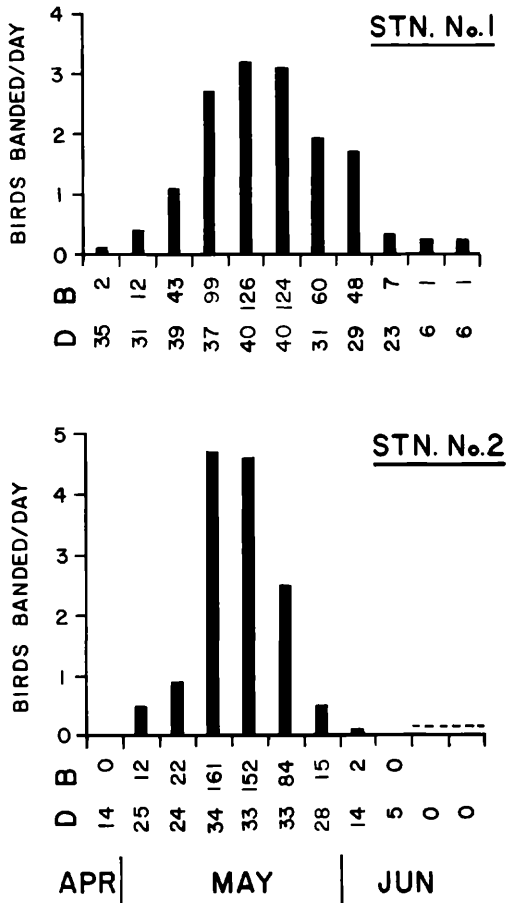 STN. No.1
BIRDS BANDED/DAY
4
3
2
1
0
B 2 12 43 99 126 124 60 48 7 1 1
D 35 31 39 37 40 40 31 29 23 6 6
STN. No.2
BIRDS BANDED/DAY
5
4
3
2
1
0
B 0 12 22 161 152 84 15 2 0
D 14 25 24 34 33 33 28 14 5 0 0
APR MAY JUN